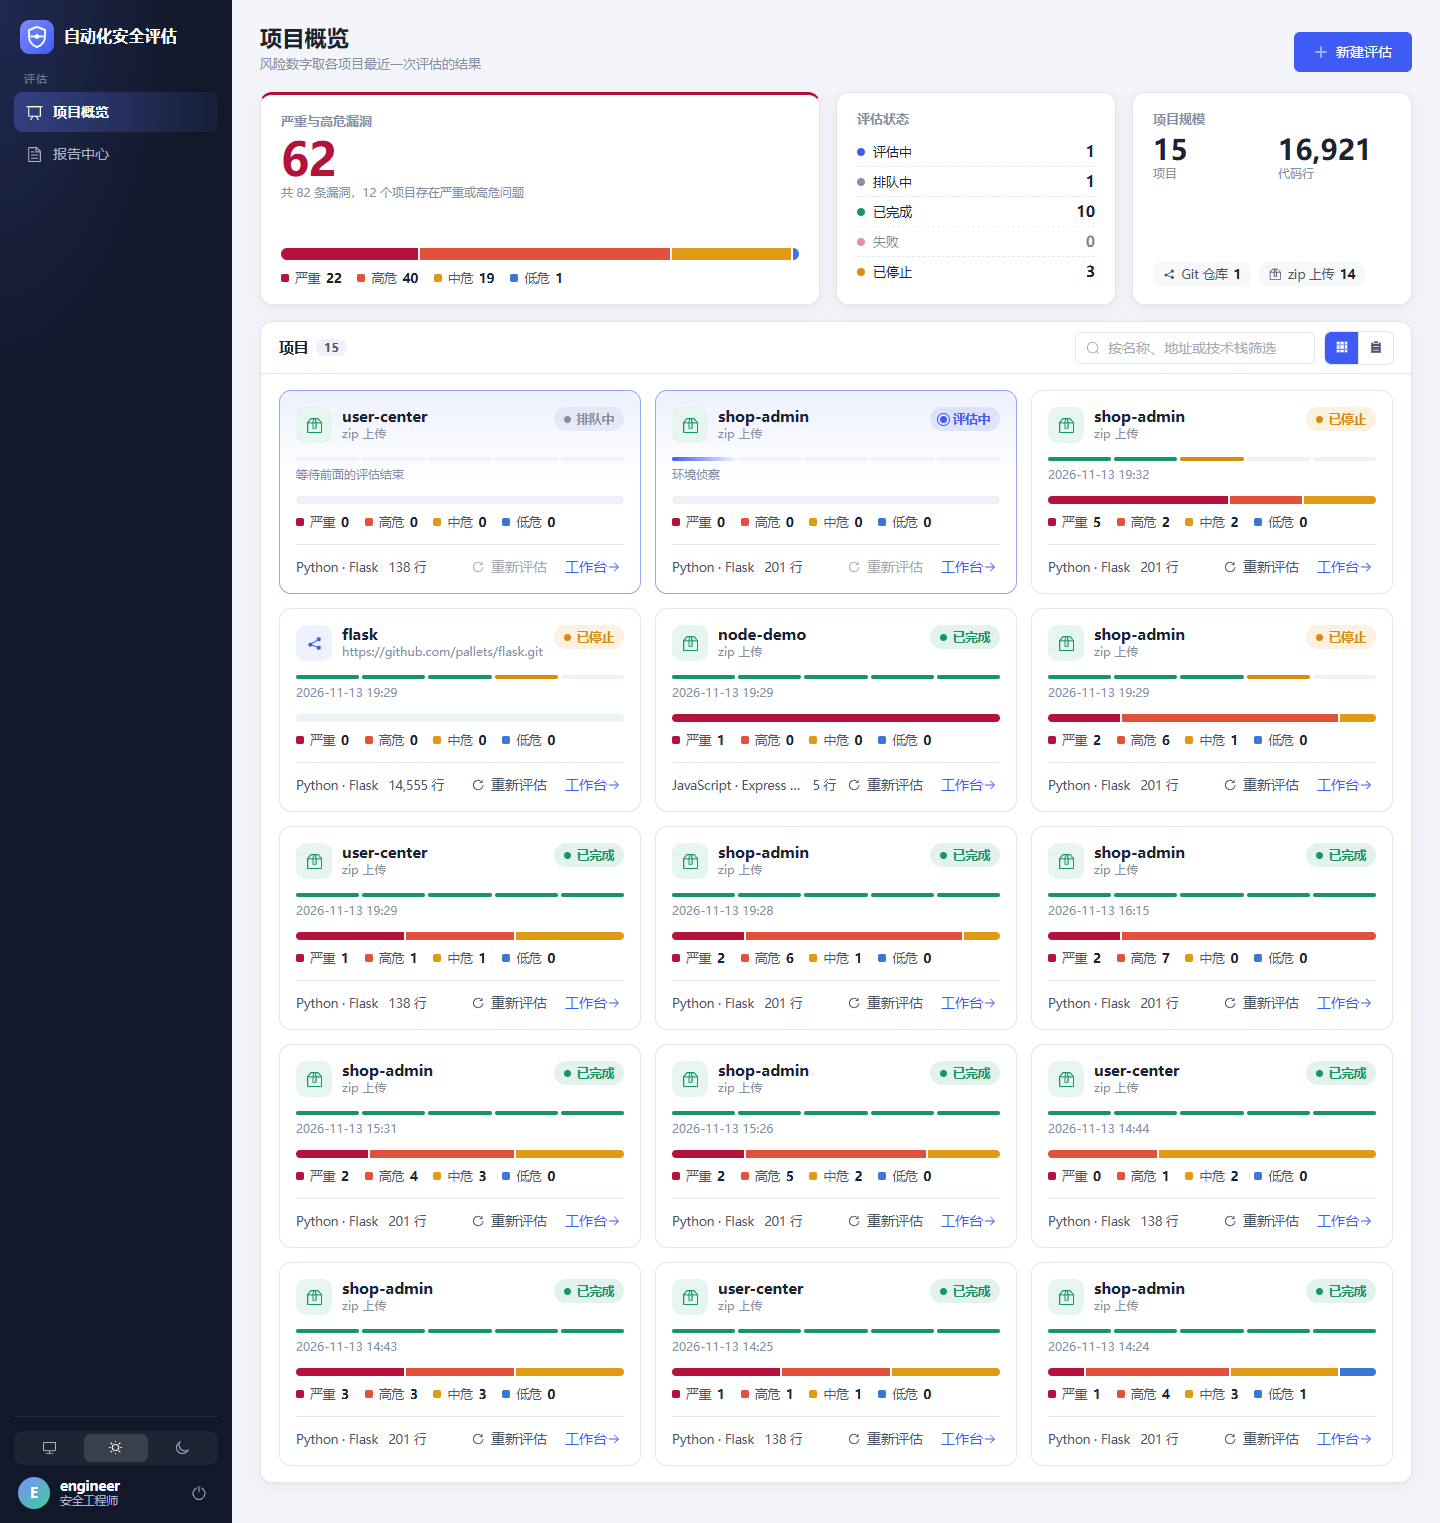 自动化安全评估
评估
项目概览
报告中心
engineer
安全工程师
E
项目概览
风险数字取各项目最近一次评估的结果
新建评估
严重与高危漏洞
62
共 82 条漏洞，12 个项目存在严重或高危问题
严重 22 高危 40 中危 19 低危 1
评估状态
评估中 1
排队中 1
已完成 10
失败 0
已停止 3
项目规模
15 16,921
项目 代码行
Git 仓库 1 zip 上传 14
项目 15
按名称、地址或技术栈筛选
user-center 排队中
zip 上传
等待前面的评估结束
严重 0 高危 0 中危 0 低危 0
Python · Flask 138 行 重新评估 工作台
shop-admin 评估中
zip 上传
环境侦察
严重 0 高危 0 中危 0 低危 0
Python · Flask 201 行 重新评估 工作台
shop-admin 已停止
zip 上传
2026-11-13 19:32
严重 5 高危 2 中危 2 低危 0
Python · Flask 201 行 重新评估 工作台
flask 已停止
https://github.com/pallets/flask.git
2026-11-13 19:29
严重 0 高危 0 中危 0 低危 0
Python · Flask 14,555 行 重新评估 工作台
node-demo 已完成
zip 上传
2026-11-13 19:29
严重 1 高危 0 中危 0 低危 0
JavaScript · Express ... 5 行 重新评估 工作台
shop-admin 已停止
zip 上传
2026-11-13 19:29
严重 2 高危 6 中危 1 低危 0
Python · Flask 201 行 重新评估 工作台
user-center 已完成
zip 上传
2026-11-13 19:29
严重 1 高危 1 中危 1 低危 0
Python · Flask 138 行 重新评估 工作台
shop-admin 已完成
zip 上传
2026-11-13 19:28
严重 2 高危 6 中危 1 低危 0
Python · Flask 201 行 重新评估 工作台
shop-admin 已完成
zip 上传
2026-11-13 16:15
严重 2 高危 7 中危 0 低危 0
Python · Flask 201 行 重新评估 工作台
shop-admin 已完成
zip 上传
2026-11-13 15:31
严重 2 高危 4 中危 3 低危 0
Python · Flask 201 行 重新评估 工作台
shop-admin 已完成
zip 上传
2026-11-13 15:26
严重 2 高危 5 中危 2 低危 0
Python · Flask 201 行 重新评估 工作台
user-center 已完成
zip 上传
2026-11-13 14:44
严重 0 高危 1 中危 2 低危 0
Python · Flask 138 行 重新评估 工作台
shop-admin 已完成
zip 上传
2026-11-13 14:43
严重 3 高危 3 中危 3 低危 0
Python · Flask 201 行 重新评估 工作台
user-center 已完成
zip 上传
2026-11-13 14:25
严重 1 高危 1 中危 1 低危 0
Python · Flask 138 行 重新评估 工作台
shop-admin 已完成
zip 上传
2026-11-13 14:24
严重 1 高危 4 中危 3 低危 1
Python · Flask 201 行 重新评估 工作台